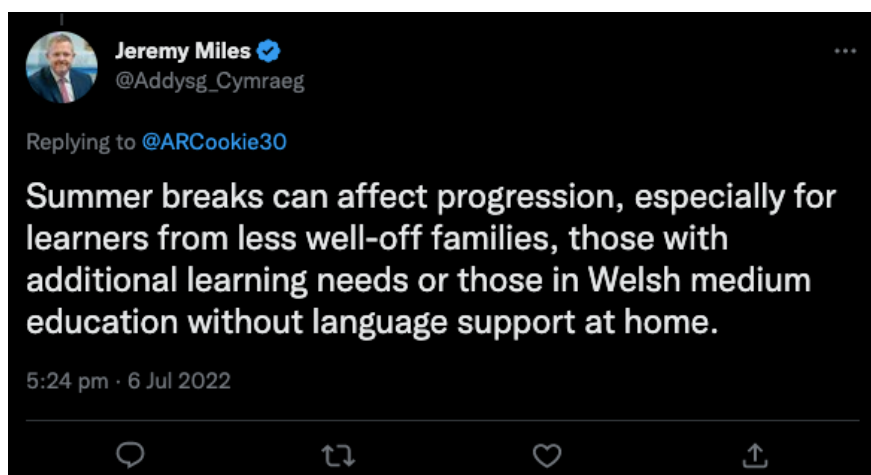 Jeremy Miles
@Addysg_Cymraeg
Replying to @ARCookie30
Summer breaks can affect progression, especially for
learners from less well-off families, those with
additional learning needs or those in Welsh medium
education without language support at home.
5:24 pm · 6 Jul 2022